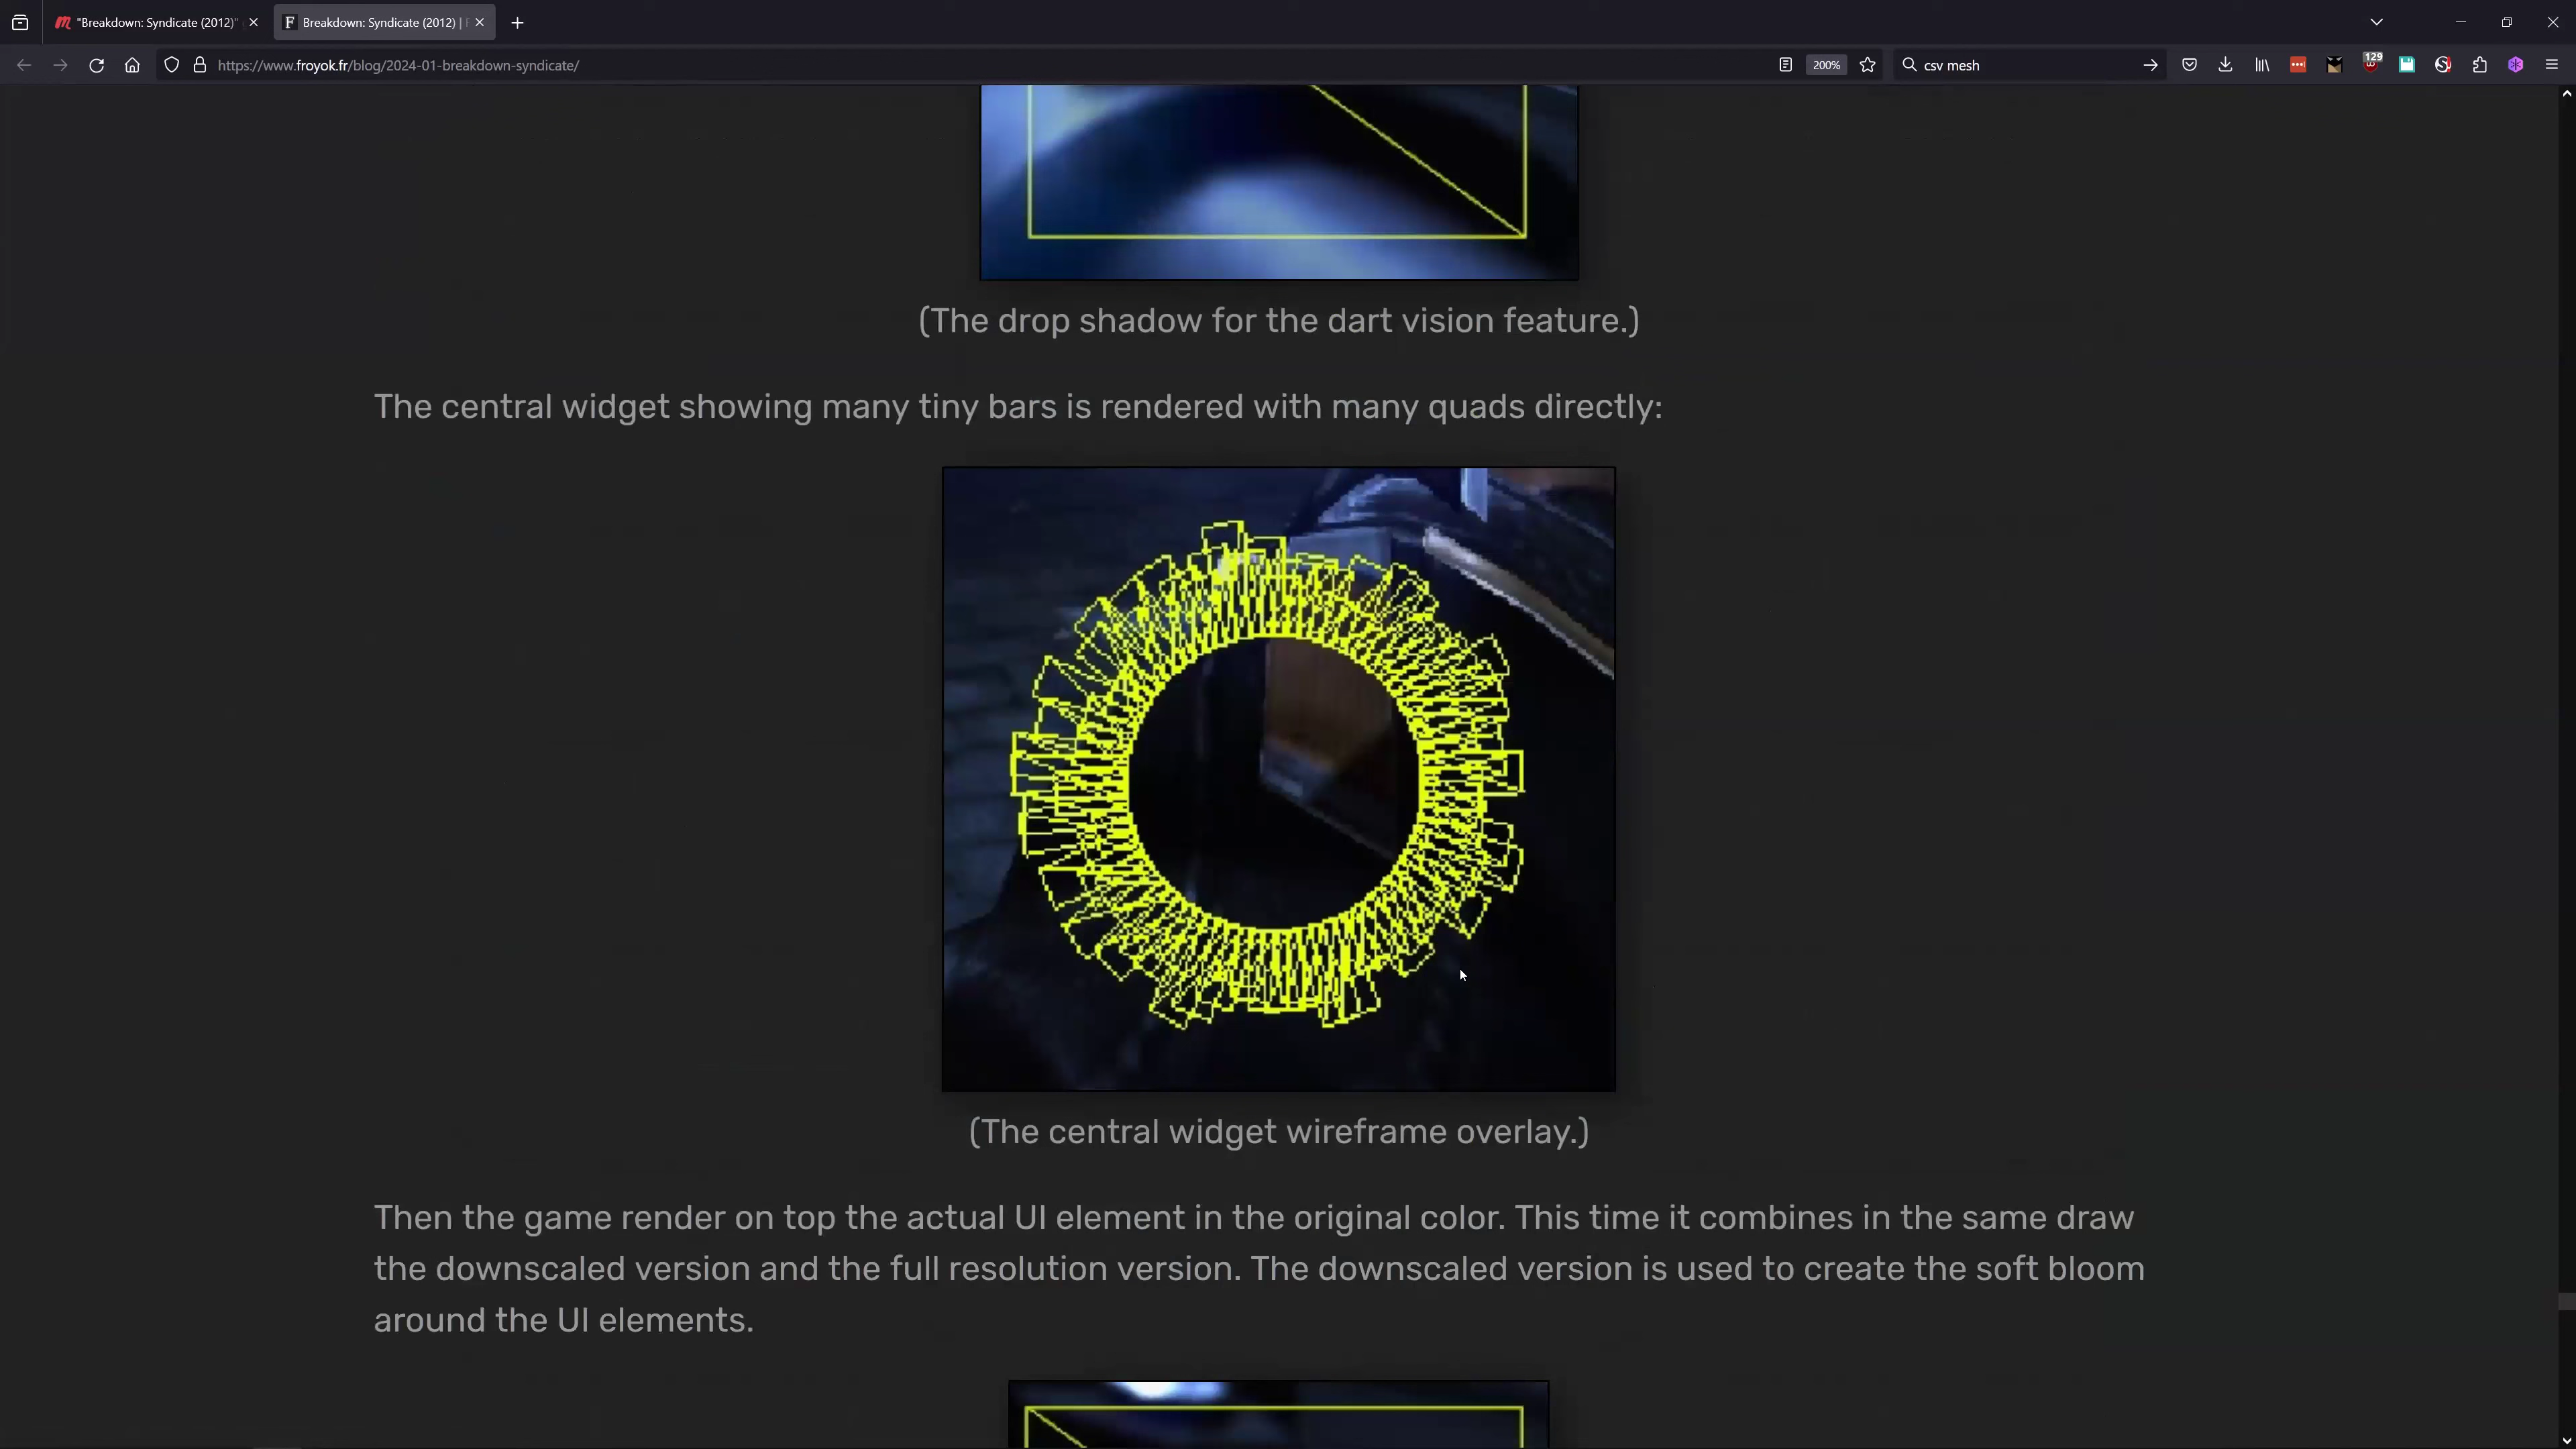 "Breakdown: Syndicate (2012)"
Breakdown: Syndicate (2012) |
https://www.froyok.fr/blog/2024-01-breakdown-syndicate/
200%
csv mesh
129
(The drop shadow for the dart vision feature.)
The central widget showing many tiny bars is rendered with many quads directly:
(The central widget wireframe overlay.)
Then the game render on top the actual UI element in the original color. This time it combines in the same draw
the downscaled version and the full resolution version. The downscaled version is used to create the soft bloom
around the UI elements.